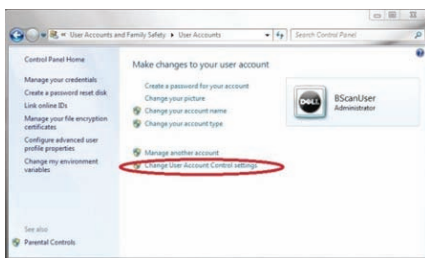 User Accounts and Family Safety ▸ User Accounts
Search Control Panel
Control Panel Home
Manage your credentials
Create a password reset disk
Link online IDs
Manage your file encryption
certificates
Configure advanced user
profile properties
Change my environment
variables
See also
Parental Controls
Make changes to your user account
Create a password for your account
Change your picture
Change your account name
Change your account type
Manage another account
Change User Account Control settings
DELL
BScanUser
Administrator